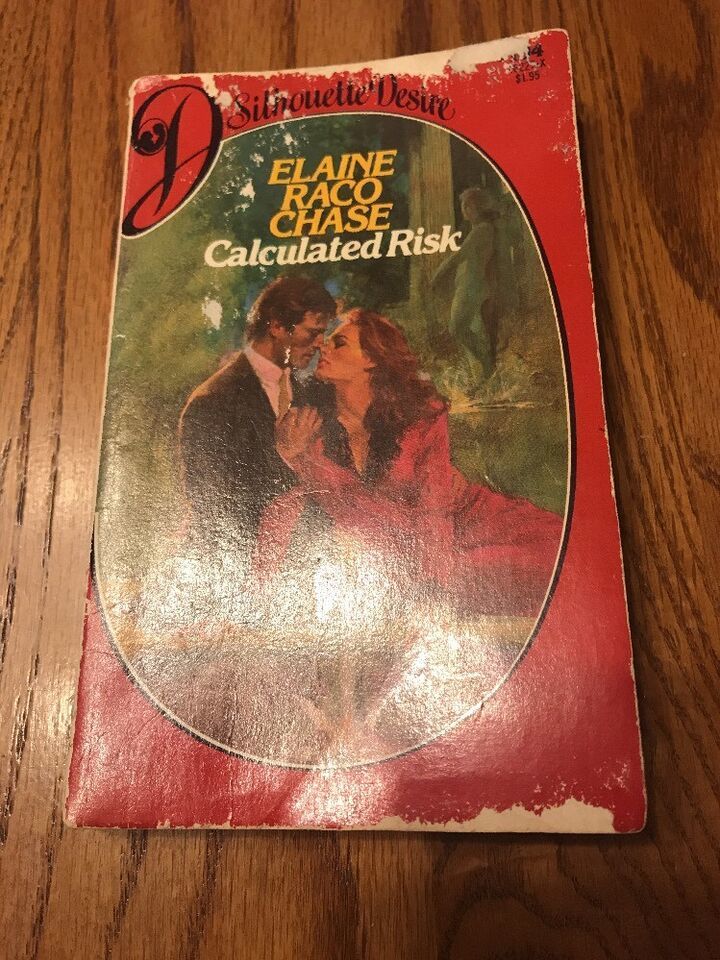 D Silhouette Desire
$1.95
ELAINE
RACO
CHASE
Calculated Risk